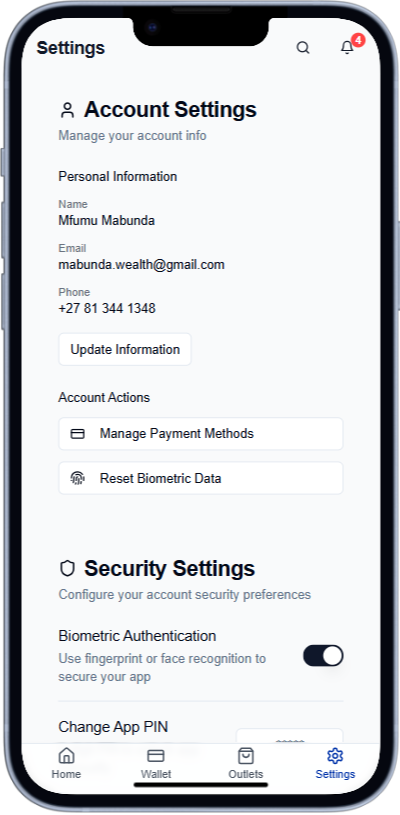 Settings
4
Account Settings
Manage your account info
Personal Information
Name
Mfumu Mabunda
Email
mabunda.wealth@gmail.com
Phone
+27 81 344 1348
Update Information
Account Actions
Manage Payment Methods
Reset Biometric Data
Security Settings
Configure your account security preferences
Biometric Authentication
Use fingerprint or face recognition to
secure your app
Change App PIN
Home
Wallet
Outlets
Settings